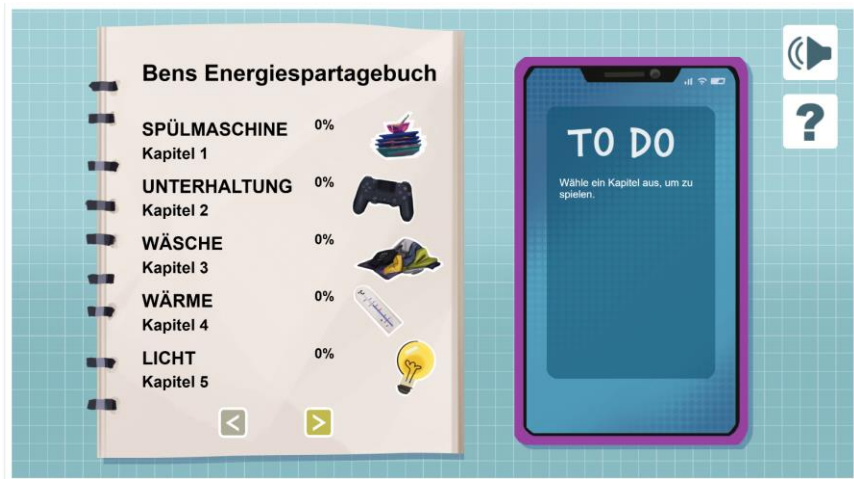 Bens Energiespartagebuch
SPÜLMASCHINE 0%
Kapitel 1
UNTERHALTUNG 0%
Kapitel 2
WÄSCHE 0%
Kapitel 3
WÄRME 0%
Kapitel 4
LICHT 0%
Kapitel 5
< >
TO DO
Wähle ein Kapitel aus, um zu
spielen.
?